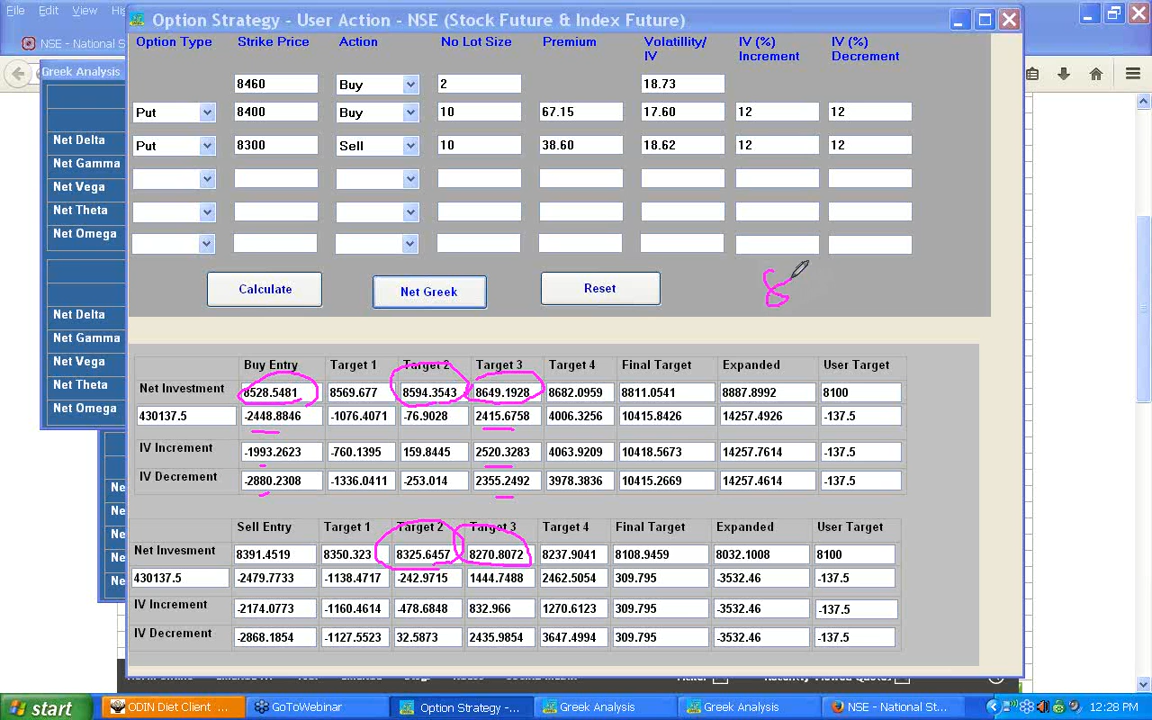 File Edit View Hi
Option Strategy - User Action - NSE (Stock Future & Index Future)
NSE - National S
Greek Analysis
Option Type Strike Price Action No Lot Size Premium Volatillity/ IV IV (%) Increment IV (%) Decrement
8460 Buy 2 18.73
Put 8400 Buy 10 67.15 17.60 12 12
Put 8300 Sell 10 38.60 18.62 12 12
Net Delta
Net Gamma
Net Vega
Net Theta
Net Omega
Calculate Net Greek Reset
8
Net Delta
Net Gamma
Net Vega
Net Theta
Net Omega
Buy Entry Target 1 Target 2 Target 3 Target 4 Final Target Expanded User Target
Net Investment 8528.5481 8569.677 8594.3543 8649.1928 8682.0959 8811.0541 8887.8992 8100
430137.5 -2448.8846 -1076.4071 -76.9028 2415.6758 4006.3256 10415.8426 14257.4926 -137.5
IV Increment -1993.2623 -760.1395 159.8445 2520.3283 4063.9209 10418.5673 14257.7614 -137.5
IV Decrement -2880.2308 -1336.0411 -253.014 2355.2492 3978.3836 10415.2669 14257.4614 -137.5
Ne
Ne
Ne
Ne
Ne
Sell Entry Target 1 Target 2 Target 3 Target 4 Final Target Expanded User Target
Net Invesment 8391.4519 8350.323 8325.6457 8270.8072 8237.9041 8108.9459 8032.1008 8100
430137.5 -2479.7733 -1138.4717 -242.9715 1444.7488 2462.5054 309.795 -3532.46 -137.5
IV Increment -2174.0773 -1160.4614 -478.6848 832.966 1270.6123 309.795 -3532.46 -137.5
IV Decrement -2868.1854 -1127.5523 32.5873 2435.9854 3647.4994 309.795 -3532.46 -137.5
start ODIN Diet Client ... GoToWebinar Option Strategy -... Greek Analysis Greek Analysis NSE - National St... 12:28 PM